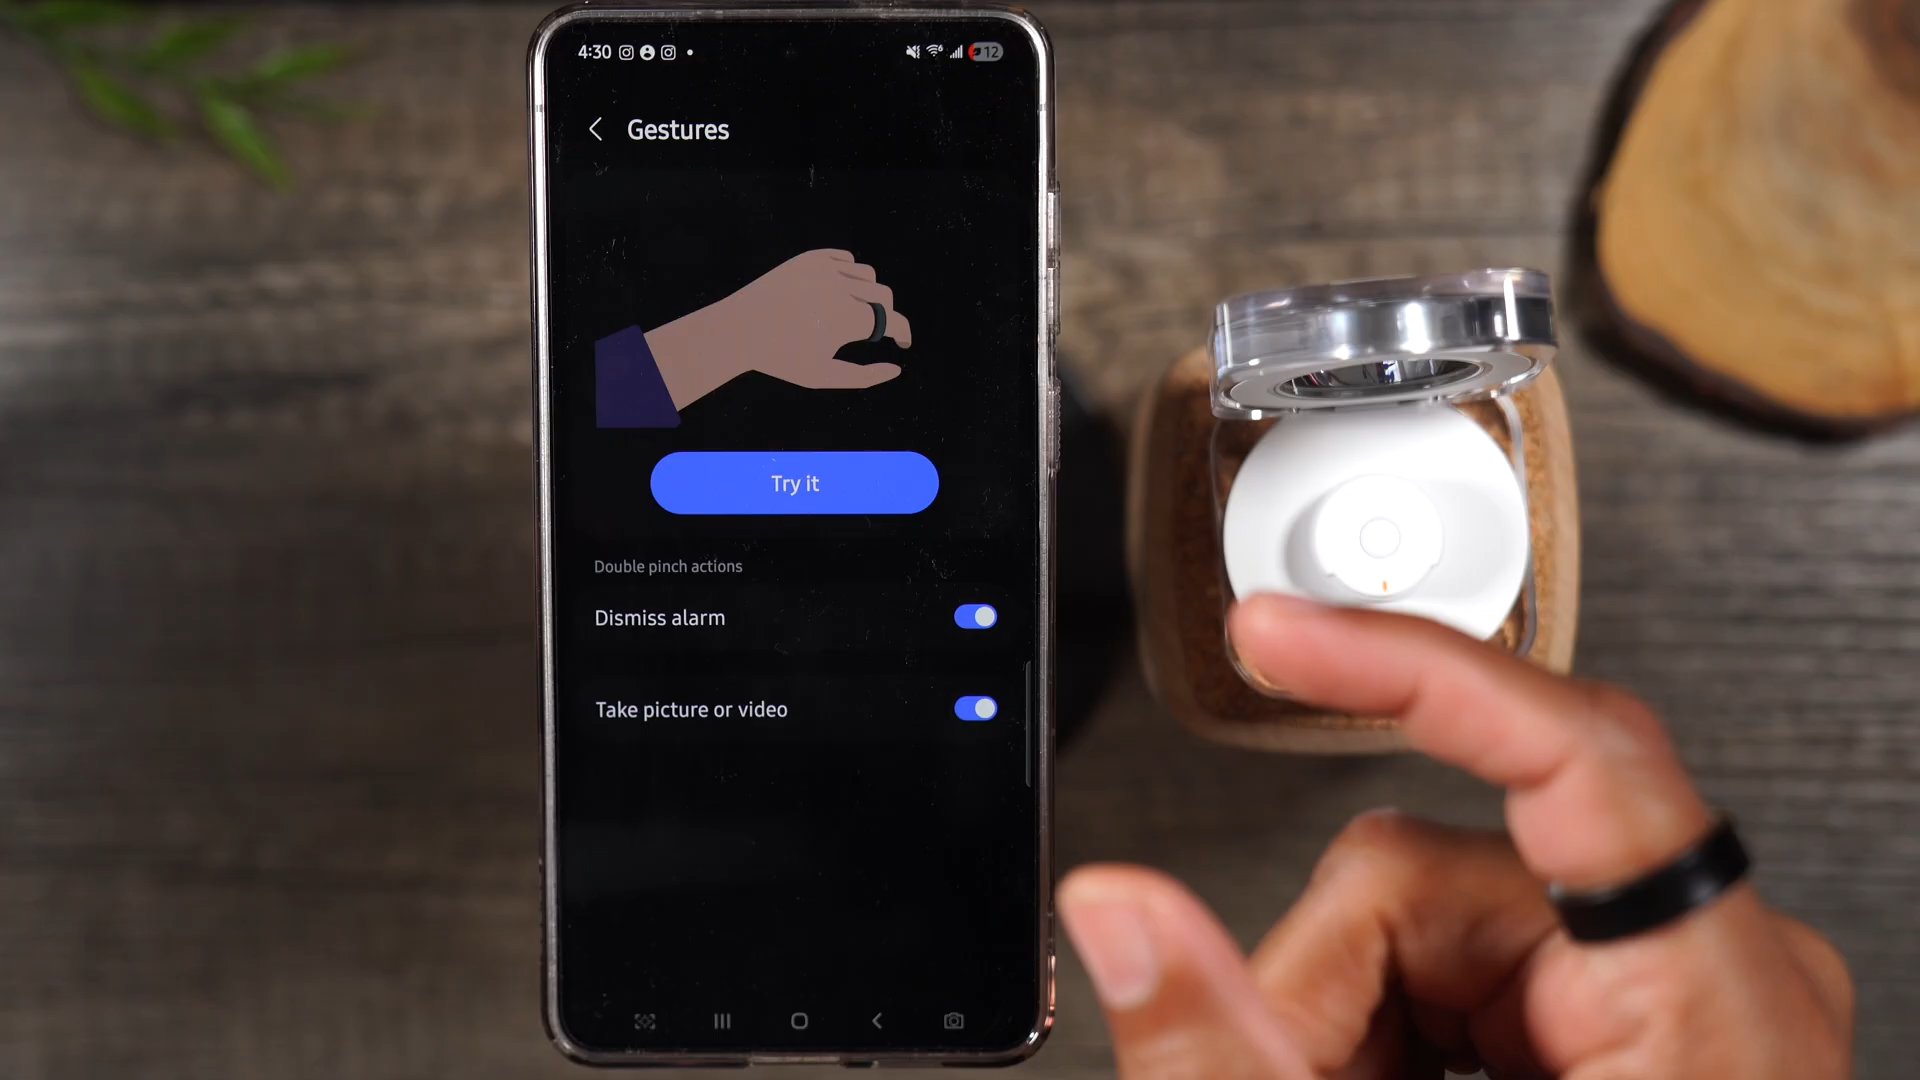 4:30
12
Gestures
Try it
Double pinch actions
Dismiss alarm
Take picture or video